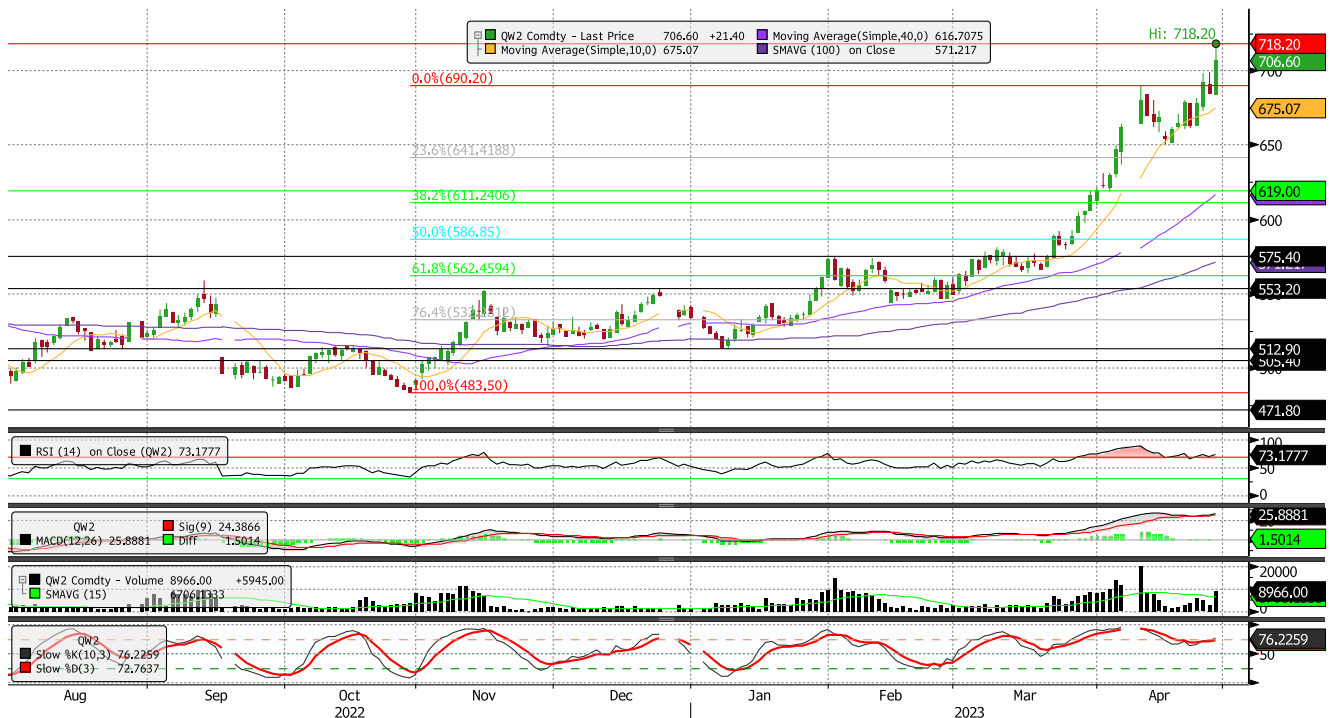 QW2 Comdty - Last Price 706.60 +21.40 Moving Average(Simple,40,0) 616.7075
Moving Average(Simple,10,0) 675.07 SMAVG (100) on Close 571.217
Hi: 718.20
718.20
706.60
700
0.0%(690.20)
675.07
650
23.6%(641.4188)
619.00
38.2%(611.2406)
600
50.0%(586.85)
575.40
571.217
61.8%(562.4594)
553.20
512.90
505.40
100.0%(483.50)
471.80
RSI (14) on Close (QW2) 73.1777
100
73.1777
50
0
QW2 Sig(9) 24.3866
MACD(12,26) 25.8881 Diff 1.5014
25.8881
1.5014
QW2 Comdty - Volume 8966.00 +5945.00
SMAVG (15) 6706.1333
20000
8966.00
0
QW2
Slow %K(10,3) 76.2259
Slow %D(3) 72.7637
76.2259
50
Aug Sep Oct Nov Dec Jan Feb Mar Apr
2022 2023